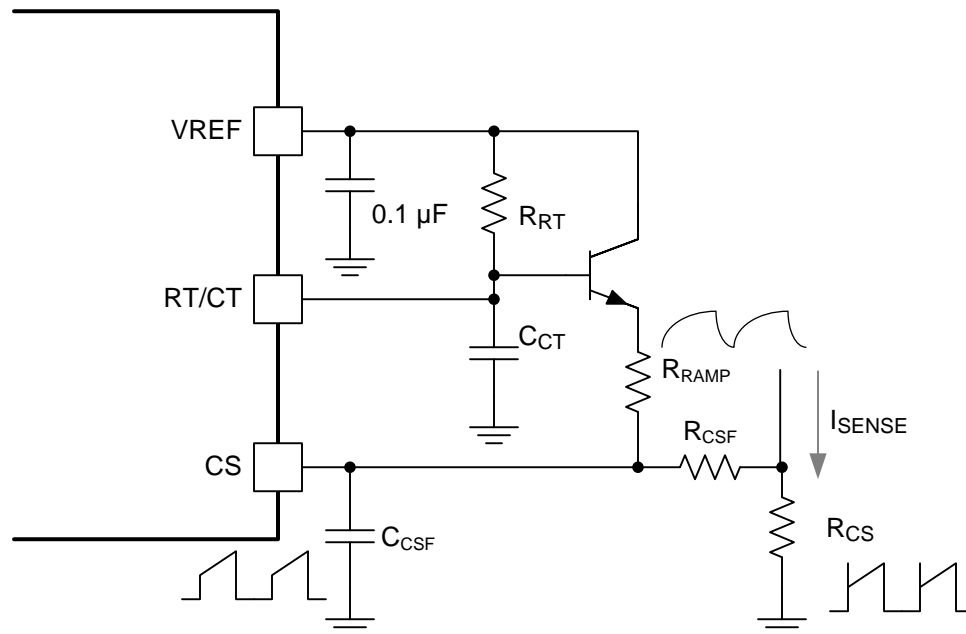 VREF
0.1 µF
RRT
RT/CT
CCT
RRAMP
ISENSE
RCSF
CS
CCSF
RCS